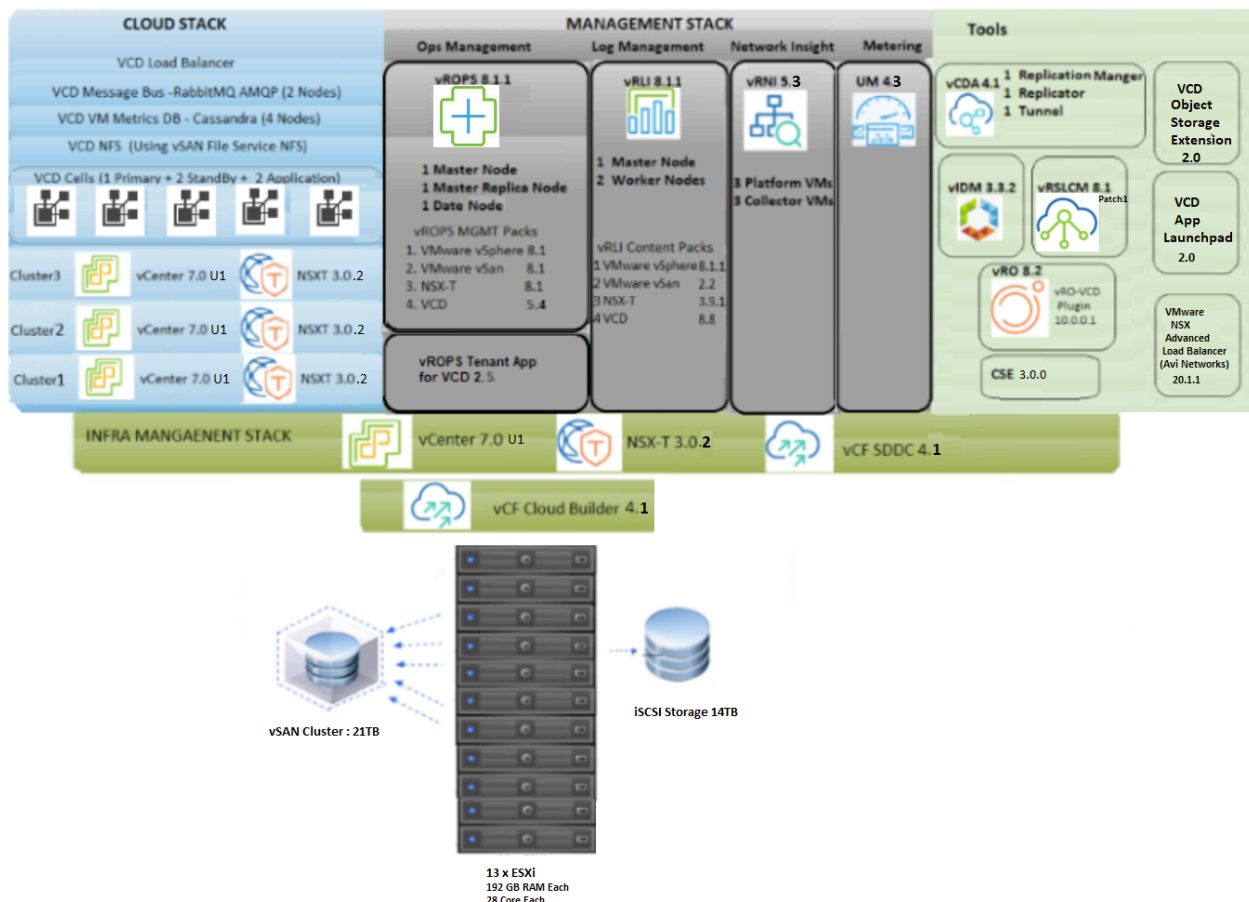 CLOUD STACK
VCD Load Balancer
VCD Message Bus -RabbitMQ AMQP (2 Nodes)
VCD VM Metrics DB - Cassandra (4 Nodes)
VCD NFS (Using vSAN File Service NFS)
VCD Cells (1 Primary + 2 StandBy + 2 Application)
Cluster3 vCenter 7.0 U1 NSXT 3.0.2
Cluster2 vCenter 7.0 U1 NSXT 3.0.2
Cluster1 vCenter 7.0 U1 NSXT 3.0.2
MANAGEMENT STACK
Ops Management
Log Management
Network Insight
Metering
vROPS 8.1.1
1 Master Node
1 Master Replica Node
1 Date Node
vROPS MGMT Packs
1. VMware vSphere 8.1
2. VMware vSan 8.1
3. NSX-T 8.1
4. VCD 5.4
vROPS Tenant App
for VCD 2.5
vRLI 8.1.1
1 Master Node
2 Worker Nodes
vRLI Content Packs
1 VMware vSphere 8.1.1
2 VMware vSan 2.2
3 NSX-T 3.9.1
4 VCD 8.8
vRNI 5.3
3 Platform VMs
3 Collector VMs
UM 4.3
Tools
vCDA 4.1
1 Replication Manger
1 Replicator
1 Tunnel
vIDM 3.3.2
vRSLCM 8.1
Patch1
vRO 8.2
vRO-VCD
Plugin
10.0.0.1
CSE 3.0.0
VCD
Object
Storage
Extension
2.0
VCD
App
Launchpad
2.0
VMware
NSX
Advanced
Load Balancer
(Avi Networks)
20.1.1
INFRA MANGAENENT STACK
vCenter 7.0 U1
NSX-T 3.0.2
vCF SDDC 4.1
vCF Cloud Builder 4.1
vSAN Cluster : 21TB
iSCSI Storage 14TB
13 x ESXi
192 GB RAM Each
28 Core Each